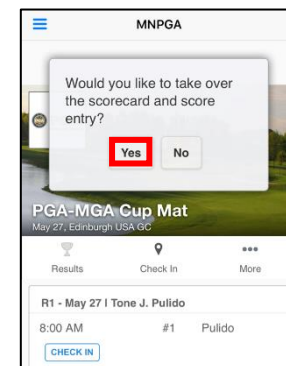 MNPGA
Would you like to take over
the scorecard and score
entry?
Yes No
PGA-MGA Cup Mat
May 27, Edinburgh USA GC
Results Check In More
R1 - May 27 | Tone J. Pulido
8:00 AM #1 Pulido
CHECK IN